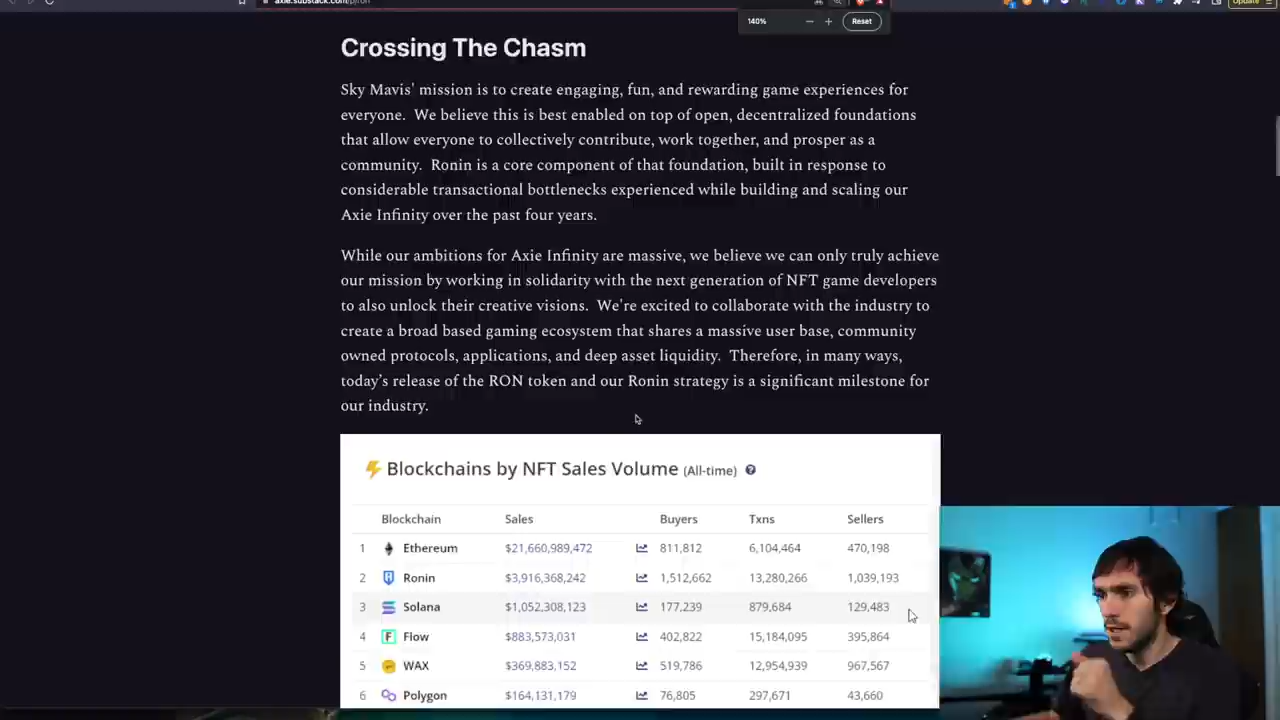 axie.substack.com/p/ron
Update
140%
Reset
Crossing The Chasm
Sky Mavis' mission is to create engaging, fun, and rewarding game experiences for
everyone. We believe this is best enabled on top of open, decentralized foundations
that allow everyone to collectively contribute, work together, and prosper as a
community. Ronin is a core component of that foundation, built in response to
considerable transactional bottlenecks experienced while building and scaling our
Axie Infinity over the past four years.
While our ambitions for Axie Infinity are massive, we believe we can only truly achieve
our mission by working in solidarity with the next generation of NFT game developers
to also unlock their creative visions. We're excited to collaborate with the industry to
create a broad based gaming ecosystem that shares a massive user base, community
owned protocols, applications, and deep asset liquidity. Therefore, in many ways,
today's release of the RON token and our Ronin strategy is a significant milestone for
our industry.
Blockchains by NFT Sales Volume (All-time) ?
Blockchain Sales Buyers Txns Sellers
1 Ethereum $21,660,989,472 811,812 6,104,464 470,198
2 Ronin $3,916,368,242 1,512,662 13,280,266 1,039,193
3 Solana $1,052,308,123 177,239 879,684 129,483
4 Flow $883,573,031 402,822 15,184,095 395,864
5 WAX $369,883,152 519,786 12,954,939 967,567
6 Polygon $164,131,179 76,805 297,671 43,660